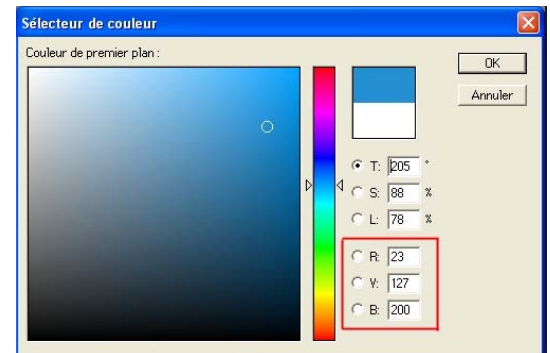 Sélecteur de couleur
Couleur de premier plan :
OK
Annuler
T: 205 °
S: 88 %
L: 78 %
R: 23
V: 127
B: 200